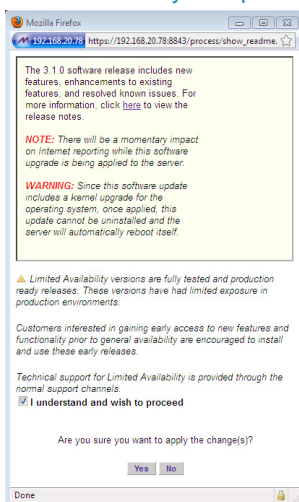 Mozilla Firefox
192.168.20.78 https://192.168.20.78:8843/process/show_readme.
The 3.1.0 software release includes new
features, enhancements to existing
features, and resolved known issues. For
more information, click here to view the
release notes.
NOTE: There will be a momentary impact
on Internet reporting while this software
upgrade is being applied to the server.
WARNING: Since this software update
includes a kernel upgrade for the
operating system, once applied, this
update cannot be uninstalled and the
server will automatically reboot itself.
Limited Availability versions are fully tested and production
ready releases. These versions have had limited exposure in
production environments.
Customers interested in gaining early access to new features and
functionality prior to general availability are encouraged to install
and use these early releases.
Technical support for Limited Availability is provided through the
normal support channels.
I understand and wish to proceed
Are you sure you want to apply the change(s)?
Yes No
Done